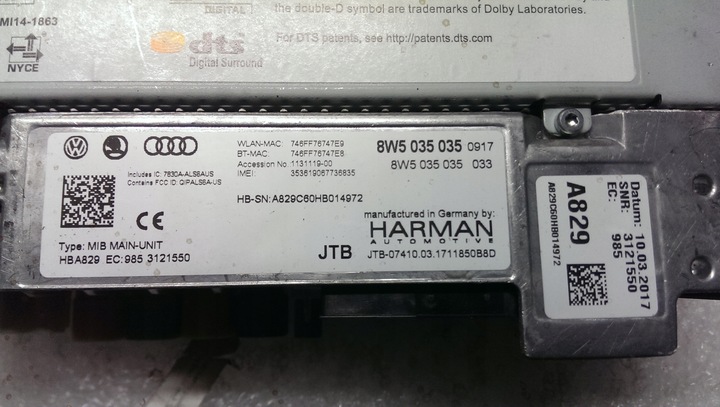 DIGITAL
the double-D symbol are trademarks of Dolby Laboratories.
MI14-1863
NYCE
dts
Digital Surround
For DTS patents, see http://patents.dts.com
WLAN-MAC: 746FF76747E9
BT-MAC: 746FF76747E8
Accession No.: 1131119-00
IMEI: 353619067736835
8W5 035 035 0917
8W5 035 035 033
Includes IC: 7830A-ALS6AUS
Contains FCC ID: QIPALS6A-US
HB-SN:A829C60HB014972
CE
manufactured in Germany by:
HARMAN
AUTOMOTIVE
Type: MIB MAIN-UNIT
HBA829 EC:985 3121550
JTB
JTB-07410.03.1711850B8D
Datum: 10.03.2017
SNR: 3121550
EC: 985
A829
A829C60HB014972